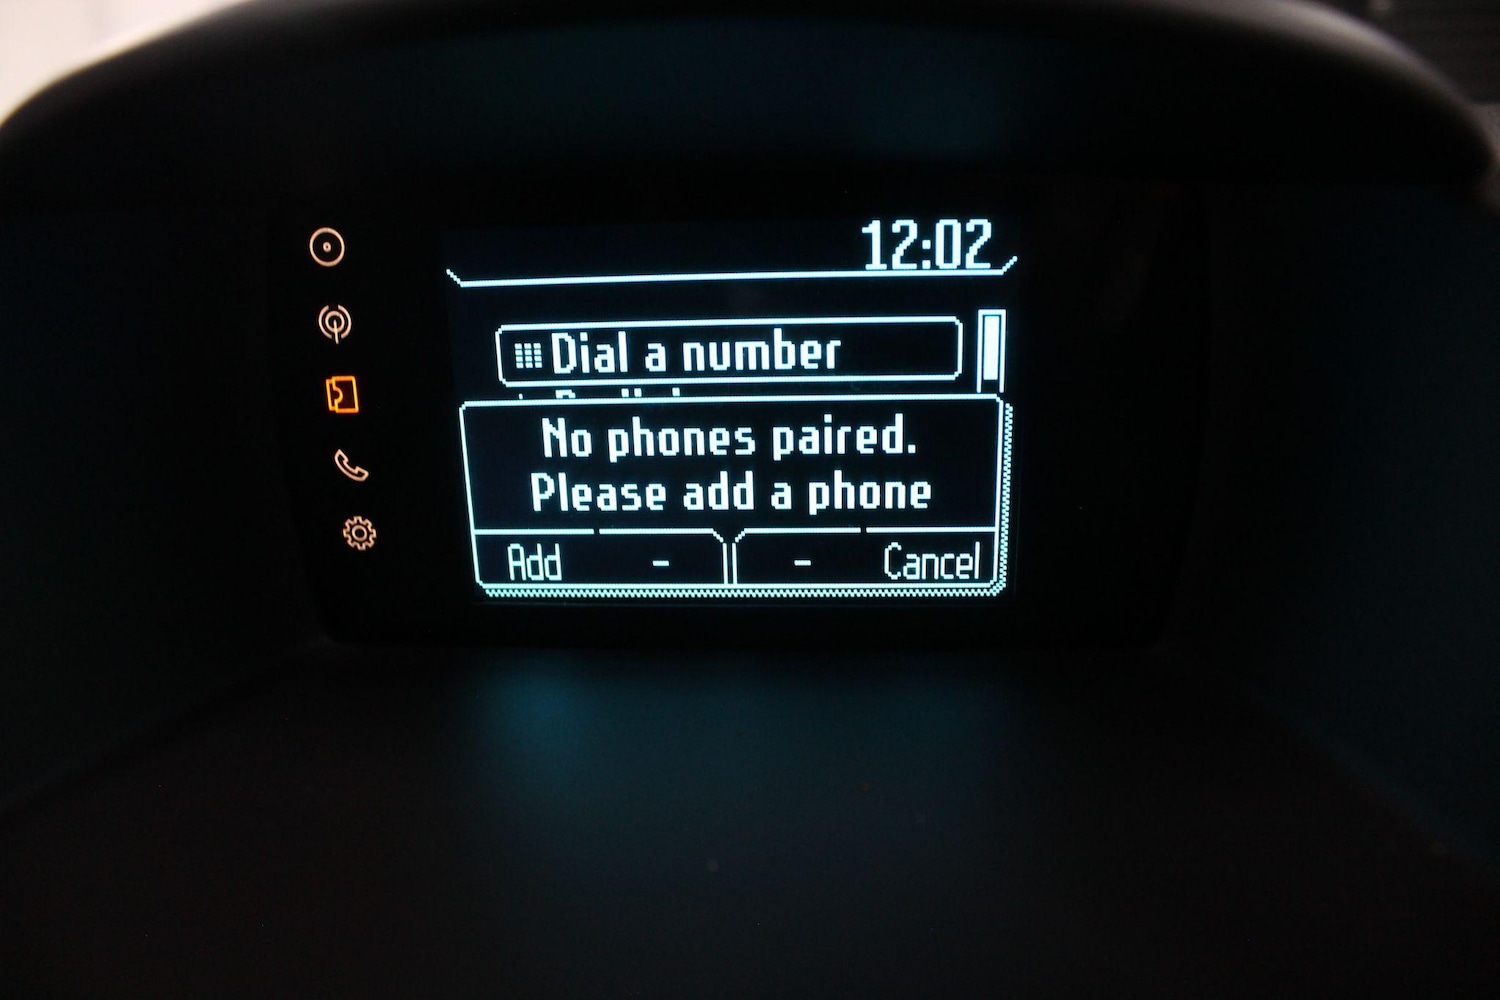 12:02
Dial a number
No phones paired.
Please add a phone
Add - - Cancel